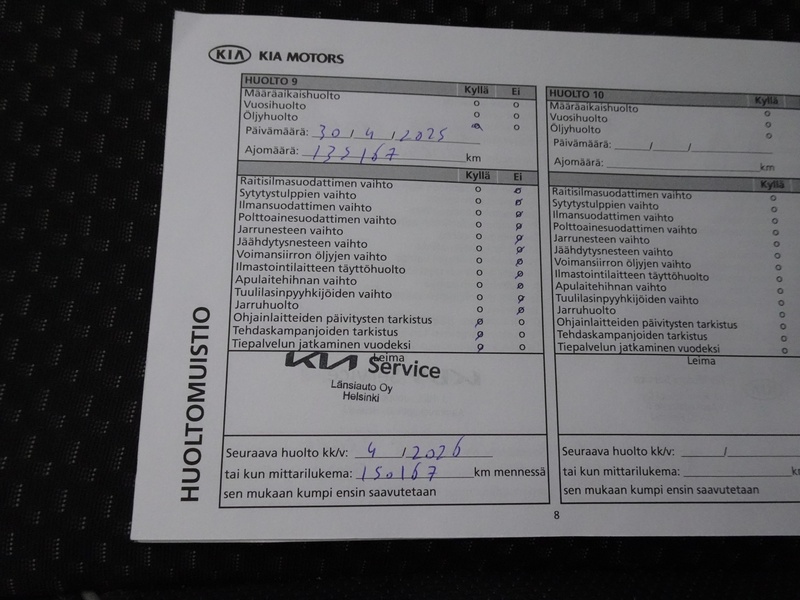 KIA KIA MOTORS
HUOLTO 9 Kyllä Ei
Määräaikaishuolto o o
Vuosihuolto o o
Öljyhuolto o o
Päivämäärä: 30 / 4 / 2025
Ajomäärä: 135167 km
Kyllä Ei
Raitisilmasuodattimen vaihto o o
Sytytystulppien vaihto o o
Ilmansuodattimen vaihto o o
Polttoainesuodattimen vaihto o o
Jarrunesteen vaihto o o
Jäähdytysnesteen vaihto o o
Voimansiirron öljyjen vaihto o o
Ilmastointilaitteen täyttöhuolto o o
Apulaitehihnan vaihto o o
Tuulilasinpyyhkijöiden vaihto o o
Jarruhuolto o o
Ohjainlaitteiden päivitysten tarkistus o o
Tehdaskampanjoiden tarkistus o o
Tiepalvelun jatkaminen vuodeksi o o
Leima
KIA Service
Länsiauto Oy
Helsinki
Seuraava huolto kk/v: 4 / 2026
tai kun mittarilukema: 150167 km mennessä
sen mukaan kumpi ensin saavutetaan
HUOLTO 10 Kyllä
Määräaikaishuolto o
Vuosihuolto o
Öljyhuolto o
Päivämäärä: / /
Ajomäärä: km
Kyllä
Raitisilmasuodattimen vaihto o
Sytytystulppien vaihto o
Ilmansuodattimen vaihto o
Polttoainesuodattimen vaihto o
Jarrunesteen vaihto o
Jäähdytysnesteen vaihto o
Voimansiirron öljyjen vaihto o
Ilmastointilaitteen täyttöhuolto o
Apulaitehihnan vaihto o
Tuulilasinpyyhkijöiden vaihto o
Jarruhuolto o
Ohjainlaitteiden päivitysten tarkistus o
Tehdaskampanjoiden tarkistus o
Tiepalvelun jatkaminen vuodeksi o
Leima
Seuraava huolto kk/v: /
tai kun mittarilukema:
sen mukaan kumpi ensin saavutetaan
HUOLTOMUISTIO
8